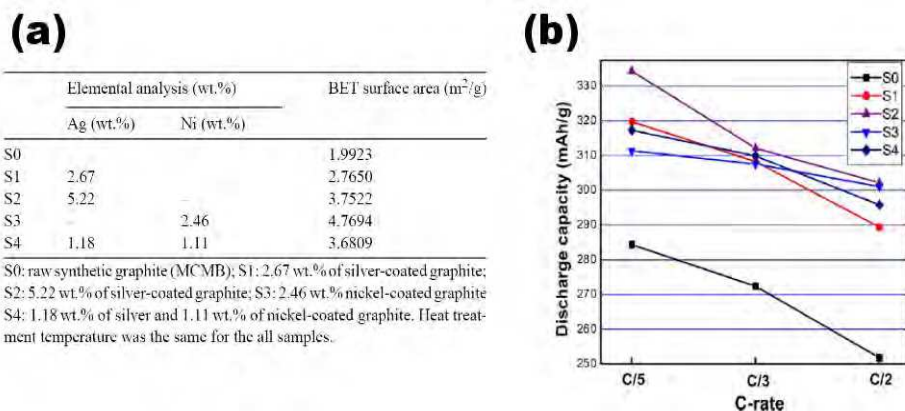 (a)
Elemental analysis (wt.%) BET surface area (m²/g)
Ag (wt.%) Ni (wt.%)
S0 1.9923
S1 2.67 2.7650
S2 5.22 – 3.7522
S3 – 2.46 4.7694
S4 1.18 1.11 3.6809
S0: raw synthetic graphite (MCMB); S1: 2.67 wt.% of silver-coated graphite;
S2: 5.22 wt.% of silver-coated graphite; S3: 2.46 wt.% nickel-coated graphite
S4: 1.18 wt.% of silver and 1.11 wt.% of nickel-coated graphite. Heat treat-
ment temperature was the same for the all samples.
(b)
Discharge capacity (mAh/g)
330
320
310
300
290
280
270
260
250
C/5 C/3 C/2
C-rate
S0
S1
S2
S3
S4